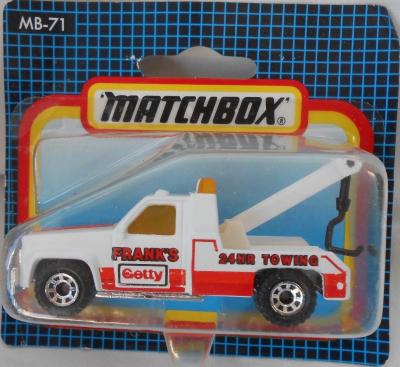 MB-71
MATCHBOX®
FRANK'S
Getty
24HR TOWING